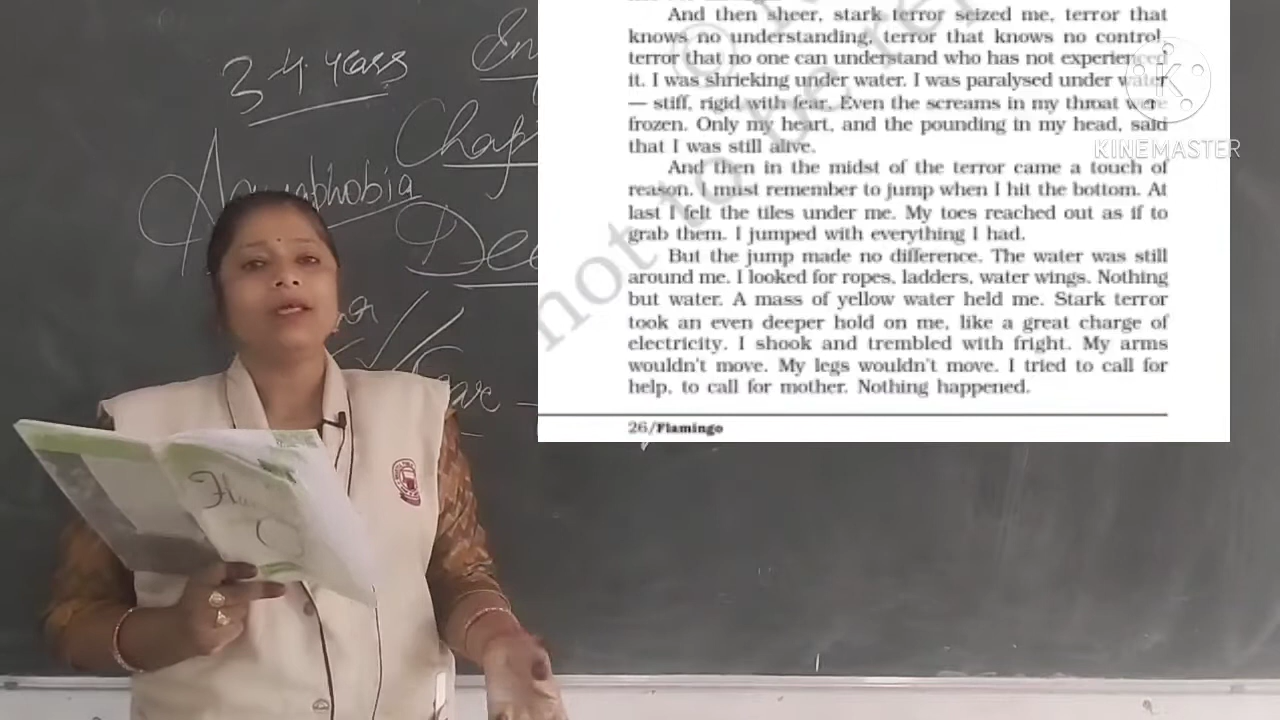 3-4 years
En
Chap
Aquaphobia
Dee
Fear
And then sheer, stark terror seized me, terror that
knows no understanding, terror that knows no control,
terror that no one can understand who has not experienced
it. I was shrieking under water. I was paralysed under water
— stiff, rigid with fear. Even the screams in my throat were
frozen. Only my heart, and the pounding in my head, said
that I was still alive.
And then in the midst of the terror came a touch of
reason. I must remember to jump when I hit the bottom. At
last I felt the tiles under me. My toes reached out as if to
grab them. I jumped with everything I had.
But the jump made no difference. The water was still
around me. I looked for ropes, ladders, water wings. Nothing
but water. A mass of yellow water held me. Stark terror
took an even deeper hold on me, like a great charge of
electricity. I shook and trembled with fright. My arms
wouldn't move. My legs wouldn't move. I tried to call for
help, to call for mother. Nothing happened.
26/Flamingo
not to be re
K
KINEMASTER